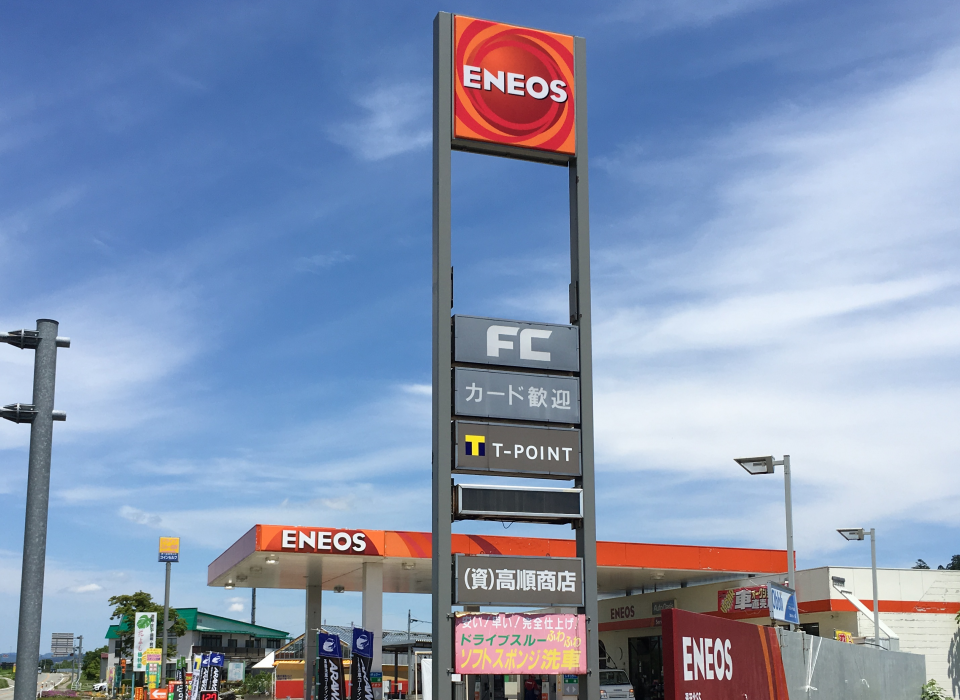 ENEOS
FC
カード歓迎
T T-POINT
(資)高順商店
安い/早い/完全仕上げ/
ドライブスルー ふわふわ
ソフトスポンジ洗車
ENEOS
ENEOS
ENEOS